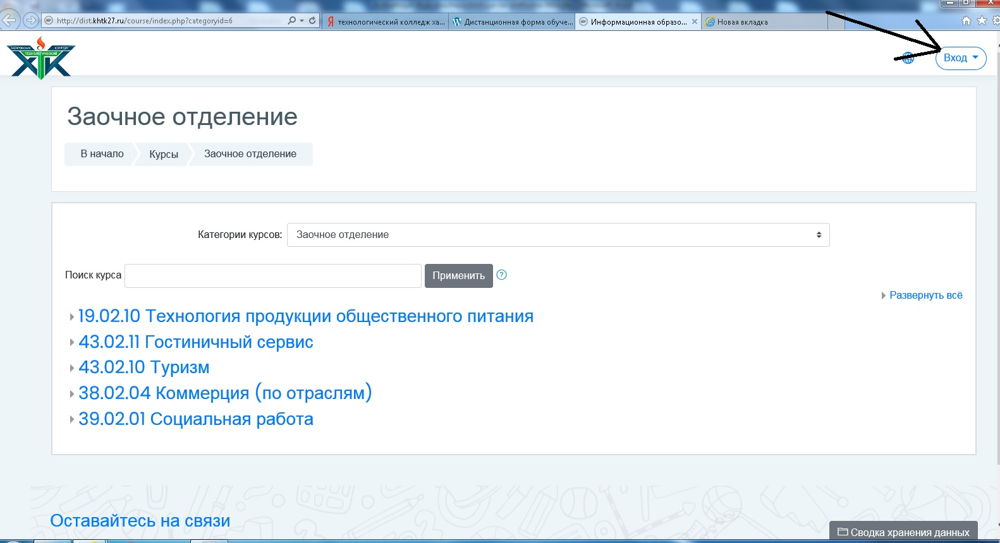 http://dist.khtk27.ru/course/index.php?categoryid=6
технологический колледж ха...
Дистанционная форма обуче...
Информационная образо...
Новая вкладка
ХАБАРОВСКИЙ КОЛЛЕДЖ
ТЕХНОЛОГИЧЕСКИЙ
ХТК
Вход
Заочное отделение
В начало
Курсы
Заочное отделение
Категории курсов:
Заочное отделение
Поиск курса
Применить
?
Развернуть всё
19.02.10 Технология продукции общественного питания
43.02.11 Гостиничный сервис
43.02.10 Туризм
38.02.04 Коммерция (по отраслям)
39.02.01 Социальная работа
Оставайтесь на связи
Сводка хранения данных